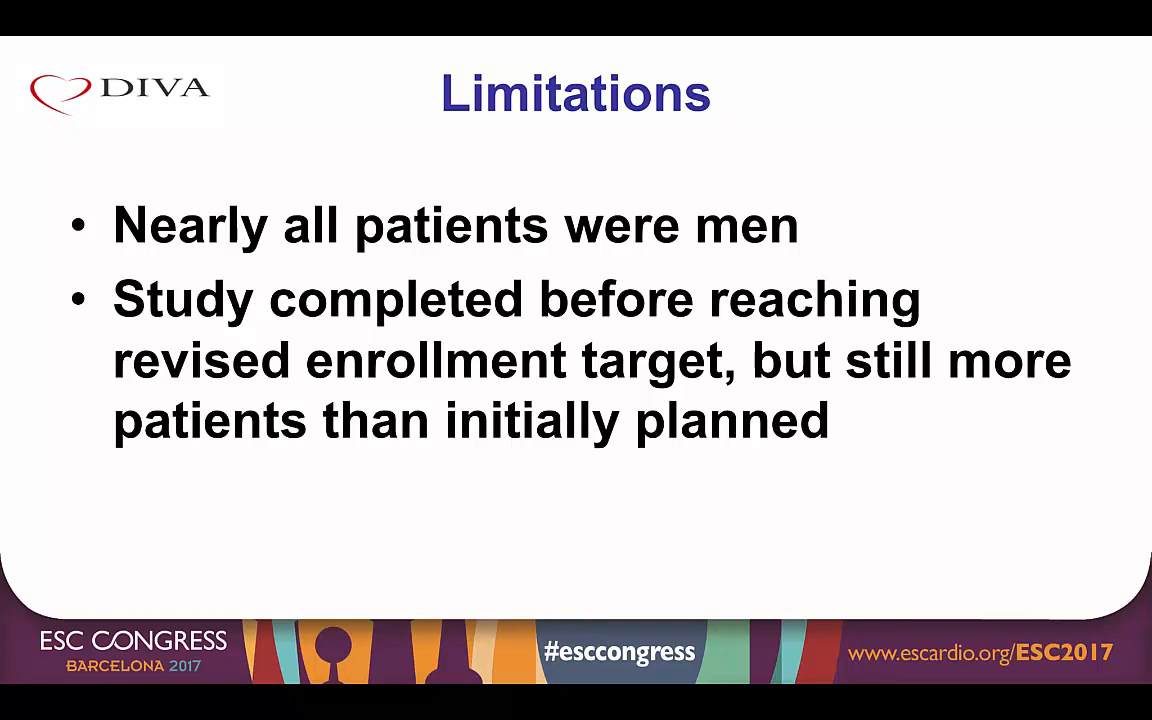 DIVA
Limitations
• Nearly all patients were men
• Study completed before reaching
revised enrollment target, but still more
patients than initially planned
ESC CONGRESS
BARCELONA 2017
#esccongress
www.escardio.org/ESC2017